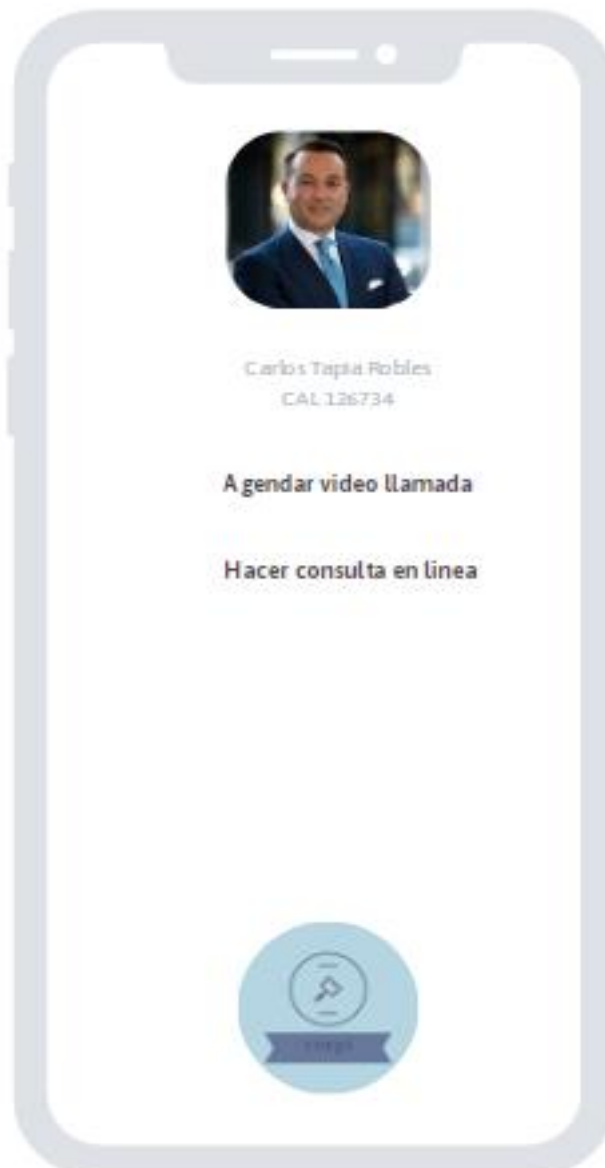 Carlos Tapia Robles
CAL 126734
Agendar video llamada
Hacer consulta en linea